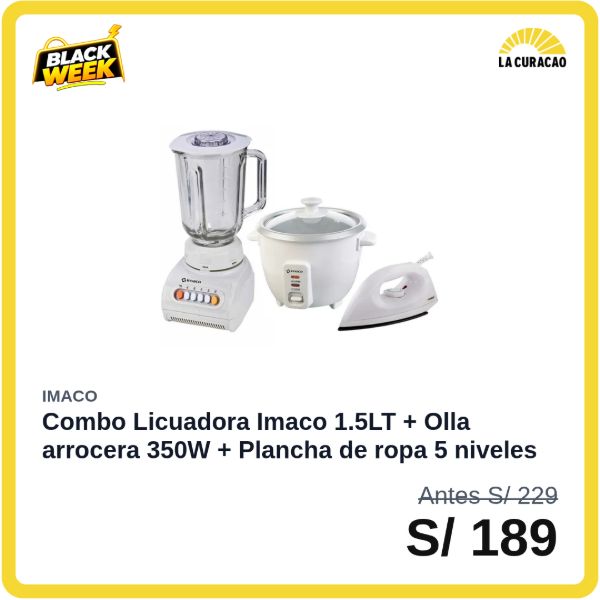 BLACK
WEEK
LA CURACAO
IMACO
IMACO
Combo Licuadora Imaco 1.5LT + Olla
arrocera 350W + Plancha de ropa 5 niveles
Antes S/ 229
S/ 189